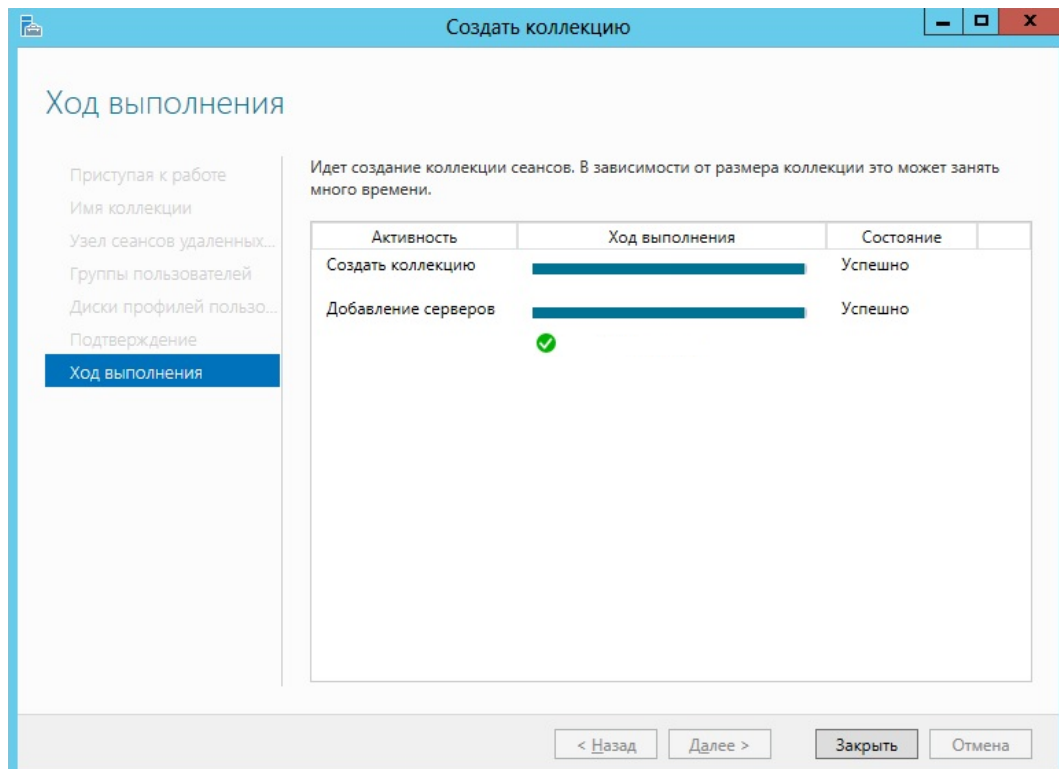 Создать коллекцию
Ход выполнения
Приступая к работе
Имя коллекции
Узел сеансов удаленных...
Группы пользователей
Диски профилей пользо...
Подтверждение
Ход выполнения
Идет создание коллекции сеансов. В зависимости от размера коллекции это может занять
много времени.
Активность Ход выполнения Состояние
Создать коллекцию Успешно
Добавление серверов Успешно
< Назад Далее > Закрыть Отмена